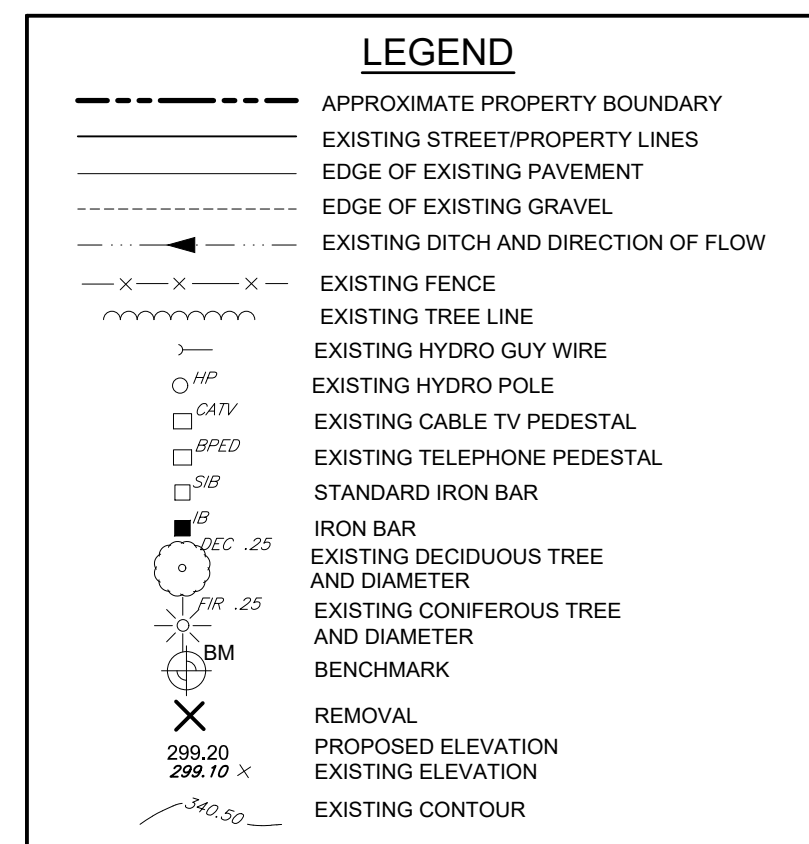 LEGEND
APPROXIMATE PROPERTY BOUNDARY
EXISTING STREET/PROPERTY LINES
EDGE OF EXISTING PAVEMENT
EDGE OF EXISTING GRAVEL
EXISTING DITCH AND DIRECTION OF FLOW
EXISTING FENCE
EXISTING TREE LINE
EXISTING HYDRO GUY WIRE
HP EXISTING HYDRO POLE
CATV EXISTING CABLE TV PEDESTAL
BPED EXISTING TELEPHONE PEDESTAL
SIB STANDARD IRON BAR
IB IRON BAR
DEC .25 EXISTING DECIDUOUS TREE
AND DIAMETER
FIR .25 EXISTING CONIFEROUS TREE
AND DIAMETER
BM BENCHMARK
REMOVAL
299.20 PROPOSED ELEVATION
299.10 EXISTING ELEVATION
340.50 EXISTING CONTOUR